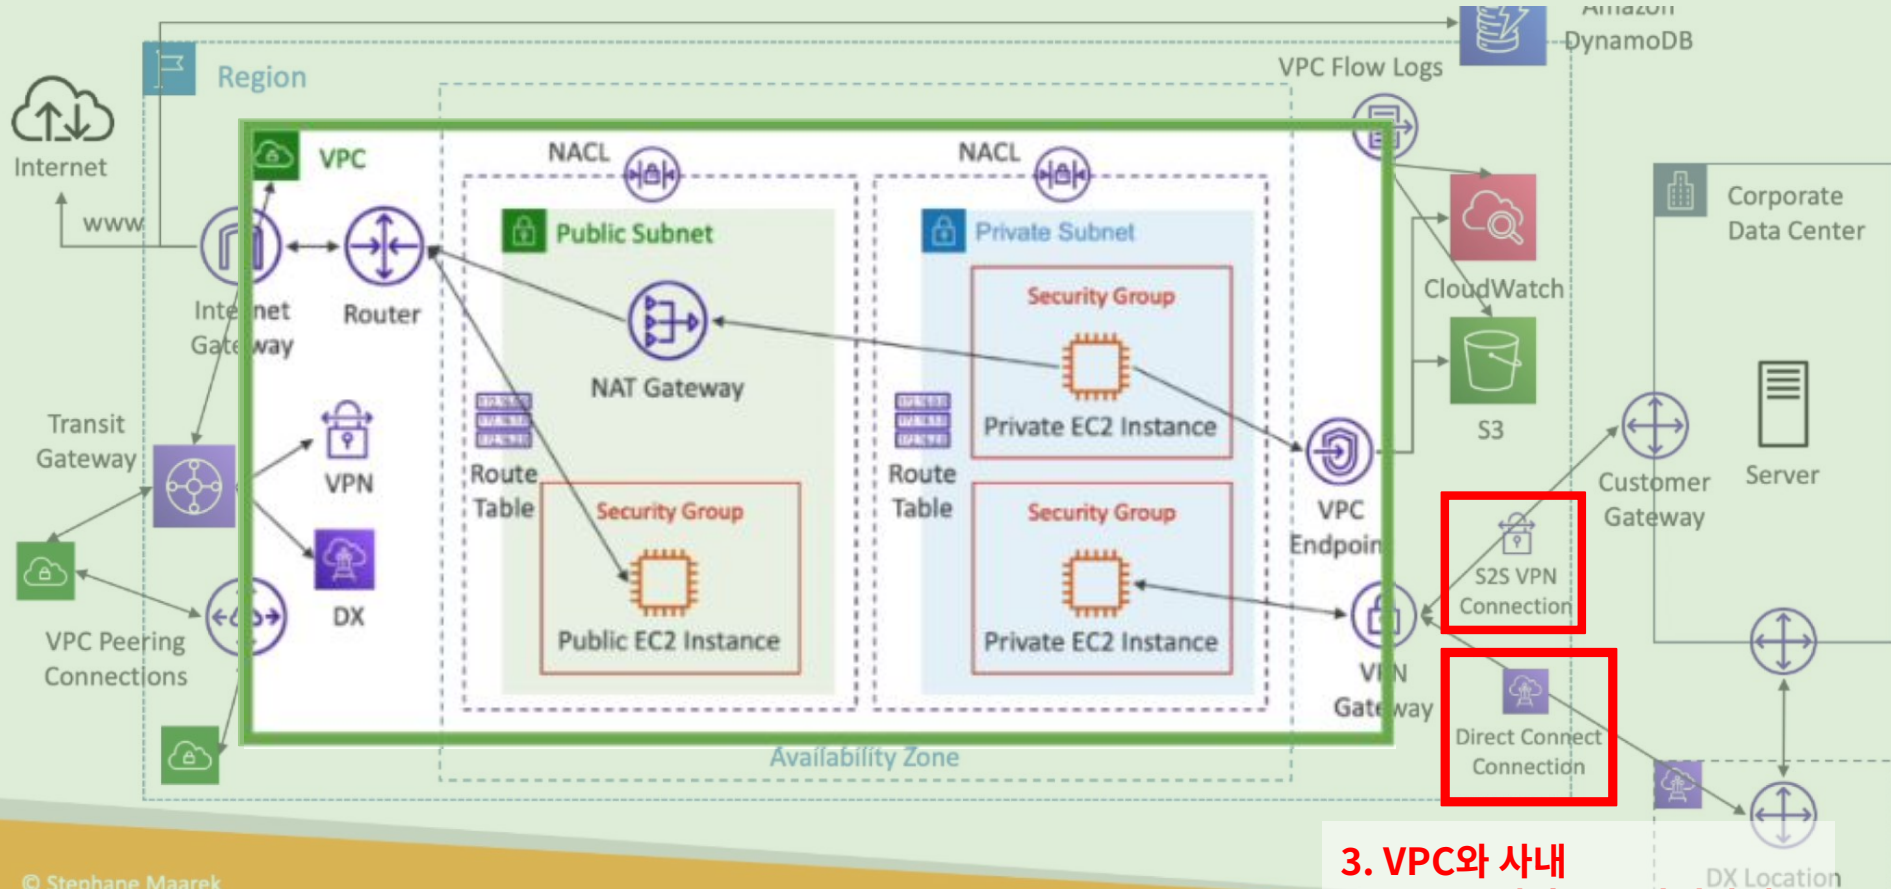 Amazon
DynamoDB
VPC Flow Logs
Region
Internet
www
VPC
NACL
NACL
Public Subnet
Private Subnet
Corporate
Data Center
Internet
Gateway
Router
NAT Gateway
Security Group
Private EC2 Instance
CloudWatch
S3
Transit
Gateway
VPN
Route
Table
Route
Table
VPC
Endpoint
Customer
Gateway
Server
Security Group
Public EC2 Instance
Security Group
Private EC2 Instance
S2S VPN
Connection
DX
VPC Peering
Connections
VPN
Gateway
Direct Connect
Connection
Availability Zone
3. VPC와 사내
DX Location
© Stephane Maarek